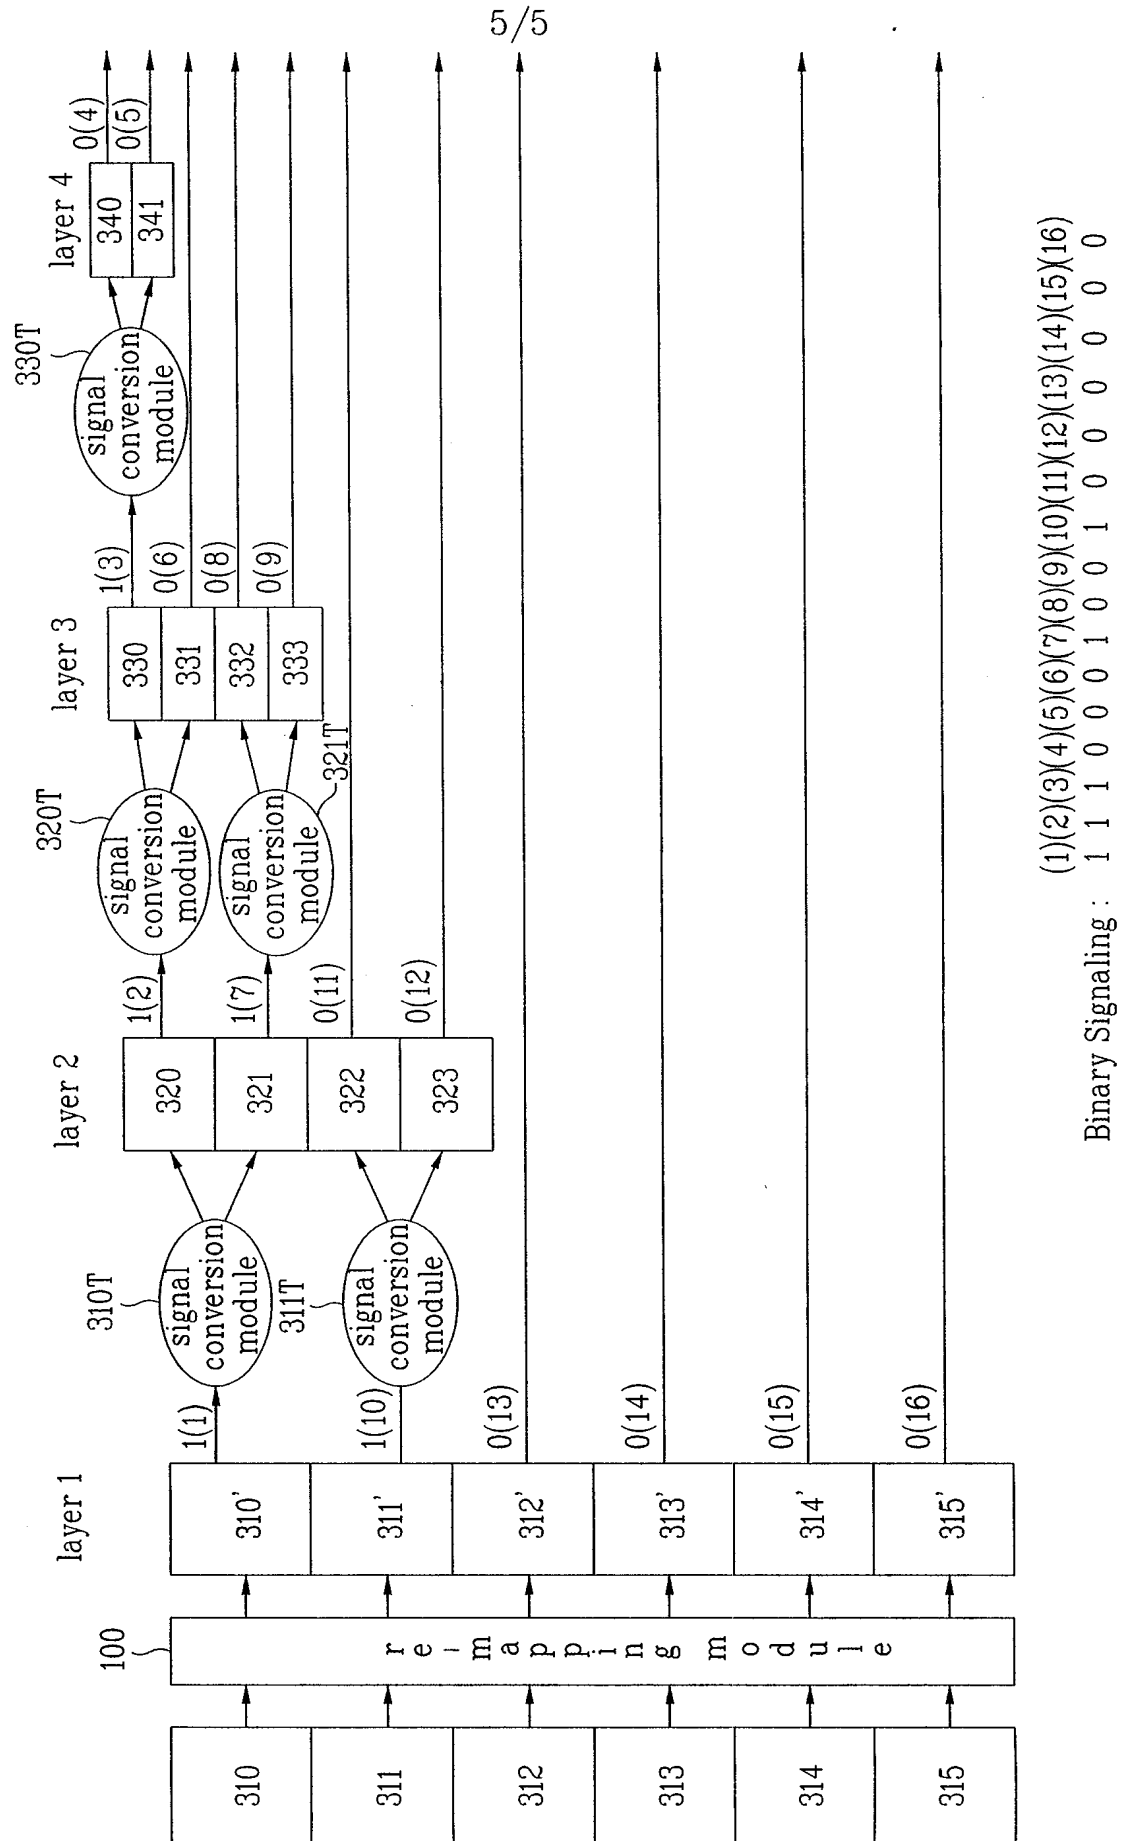 5/5
layer 1
layer 2
layer 3
layer 4
100
310
311
312
313
314
315
re-mapping module
310'
311'
312'
313'
314'
315'
1(1)
1(10)
0(13)
0(14)
0(15)
0(16)
310T
signal
conversion
module
311T
signal
conversion
module
320
321
322
323
1(2)
1(7)
0(11)
0(12)
320T
signal
conversion
module
321T
signal
conversion
module
330
331
332
333
1(3)
0(6)
0(8)
0(9)
330T
signal
conversion
module
340
341
0(4)
0(5)
(1)(2)(3)(4)(5)(6)(7)(8)(9)(10)(11)(12)(13)(14)(15)(16)
Binary Signaling : 1 1 1 0 0 0 1 0 0 1 0 0 0 0 0 0